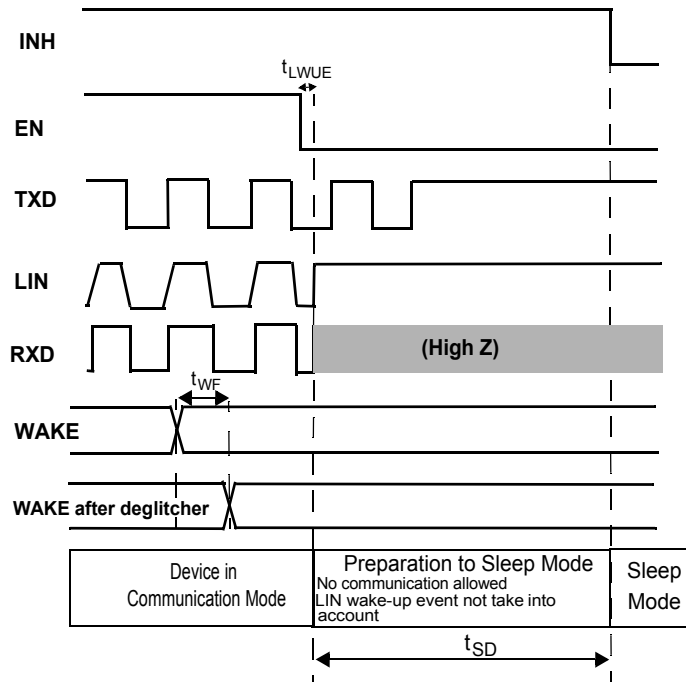 INH
tLWUE
EN
TXD
LIN
RXD
(High Z)
tWF
WAKE
WAKE after deglitcher
Device in
Communication Mode
Preparation to Sleep Mode
No communication allowed
LIN wake-up event not take into
account
Sleep
Mode
tSD